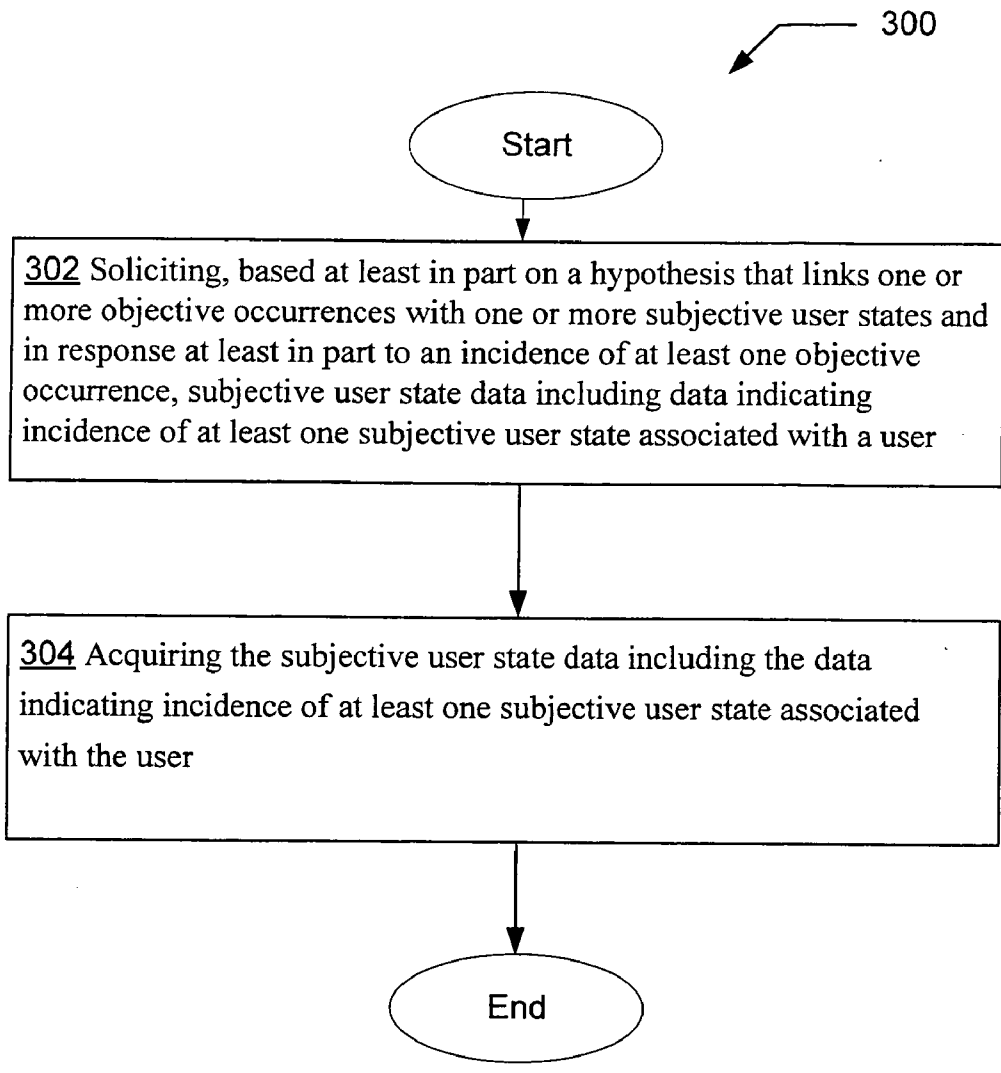 300
Start
302 Soliciting, based at least in part on a hypothesis that links one or
more objective occurrences with one or more subjective user states and
in response at least in part to an incidence of at least one objective
occurrence, subjective user state data including data indicating
incidence of at least one subjective user state associated with a user
304 Acquiring the subjective user state data including the data
indicating incidence of at least one subjective user state associated
with the user
End